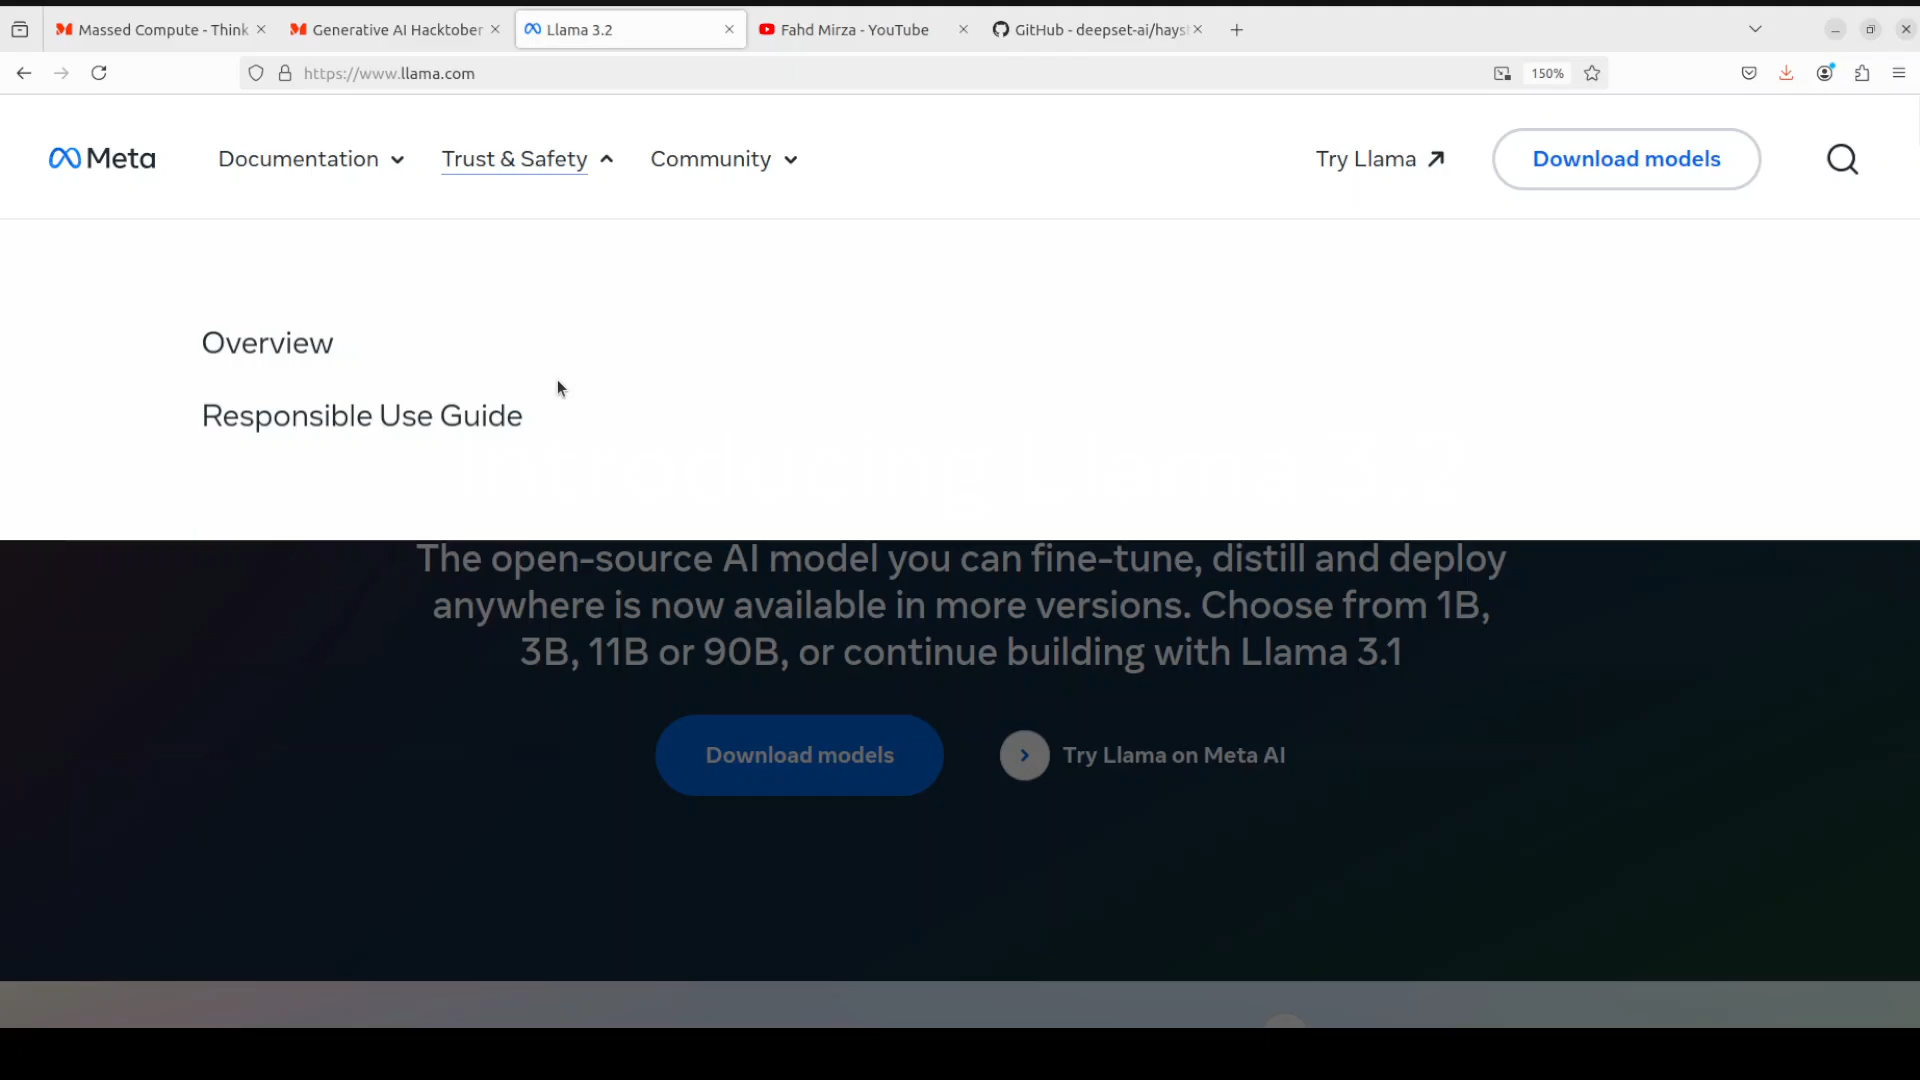 Massed Compute - Think
Generative AI Hacktober
Llama 3.2
Fahd Mirza - YouTube
GitHub - deepset-ai/hays
https://www.llama.com
150%
Meta
Documentation
Trust & Safety
Community
Try Llama
Download models
Overview
Responsible Use Guide
The open-source AI model you can fine-tune, distill and deploy
anywhere is now available in more versions. Choose from 1B,
3B, 11B or 90B, or continue building with Llama 3.1
Download models
Try Llama on Meta AI